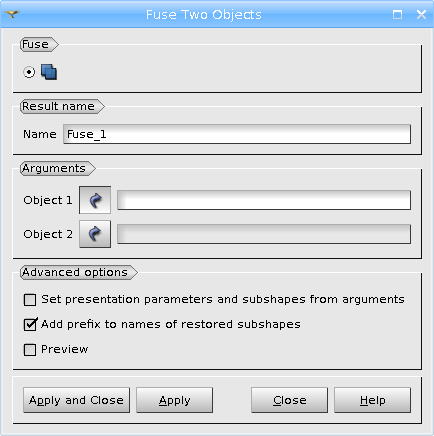 Fuse Two Objects
Fuse
Result name
Name Fuse_1
Arguments
Object 1
Object 2
Advanced options
Set presentation parameters and subshapes from arguments
Add prefix to names of restored subshapes
Preview
Apply and Close Apply Close Help